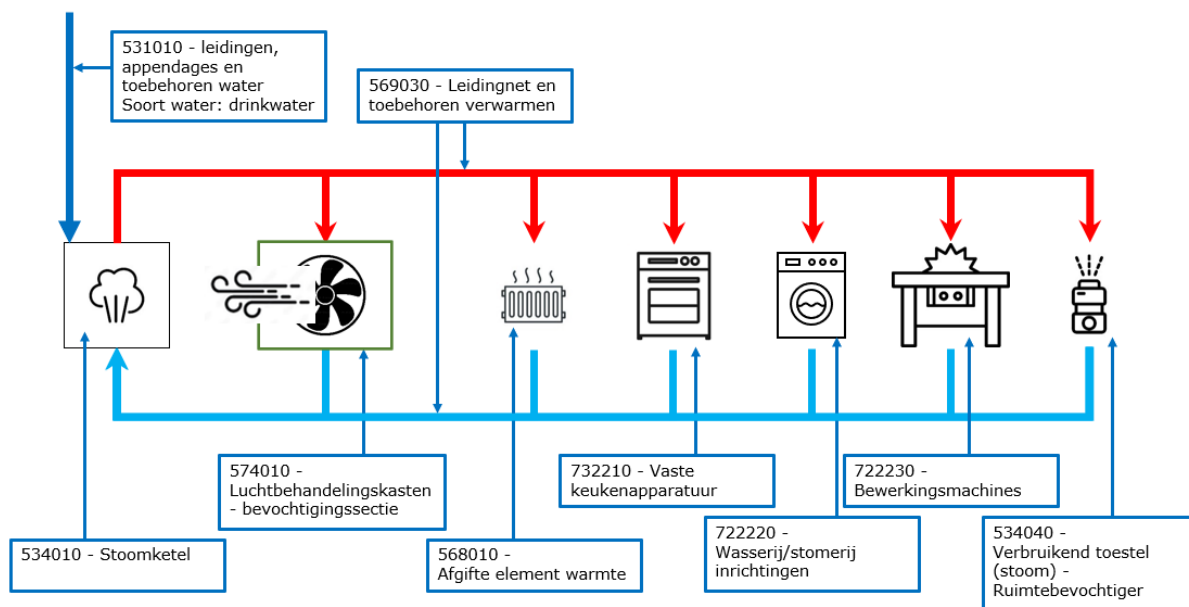 531010 - leidingen,
appendages en
toebehoren water
Soort water: drinkwater
569030 - Leidingnet en
toebehoren verwarmen
574010 -
Luchtbehandelingskasten
- bevochtigingssectie
732210 - Vaste
keukenapparatuur
722230 -
Bewerkingsmachines
534010 - Stoomketel
568010 -
Afgifte element warmte
722220 -
Wasserij/stomerij
inrichtingen
534040 -
Verbruikend toestel
(stoom) -
Ruimtebevochtiger